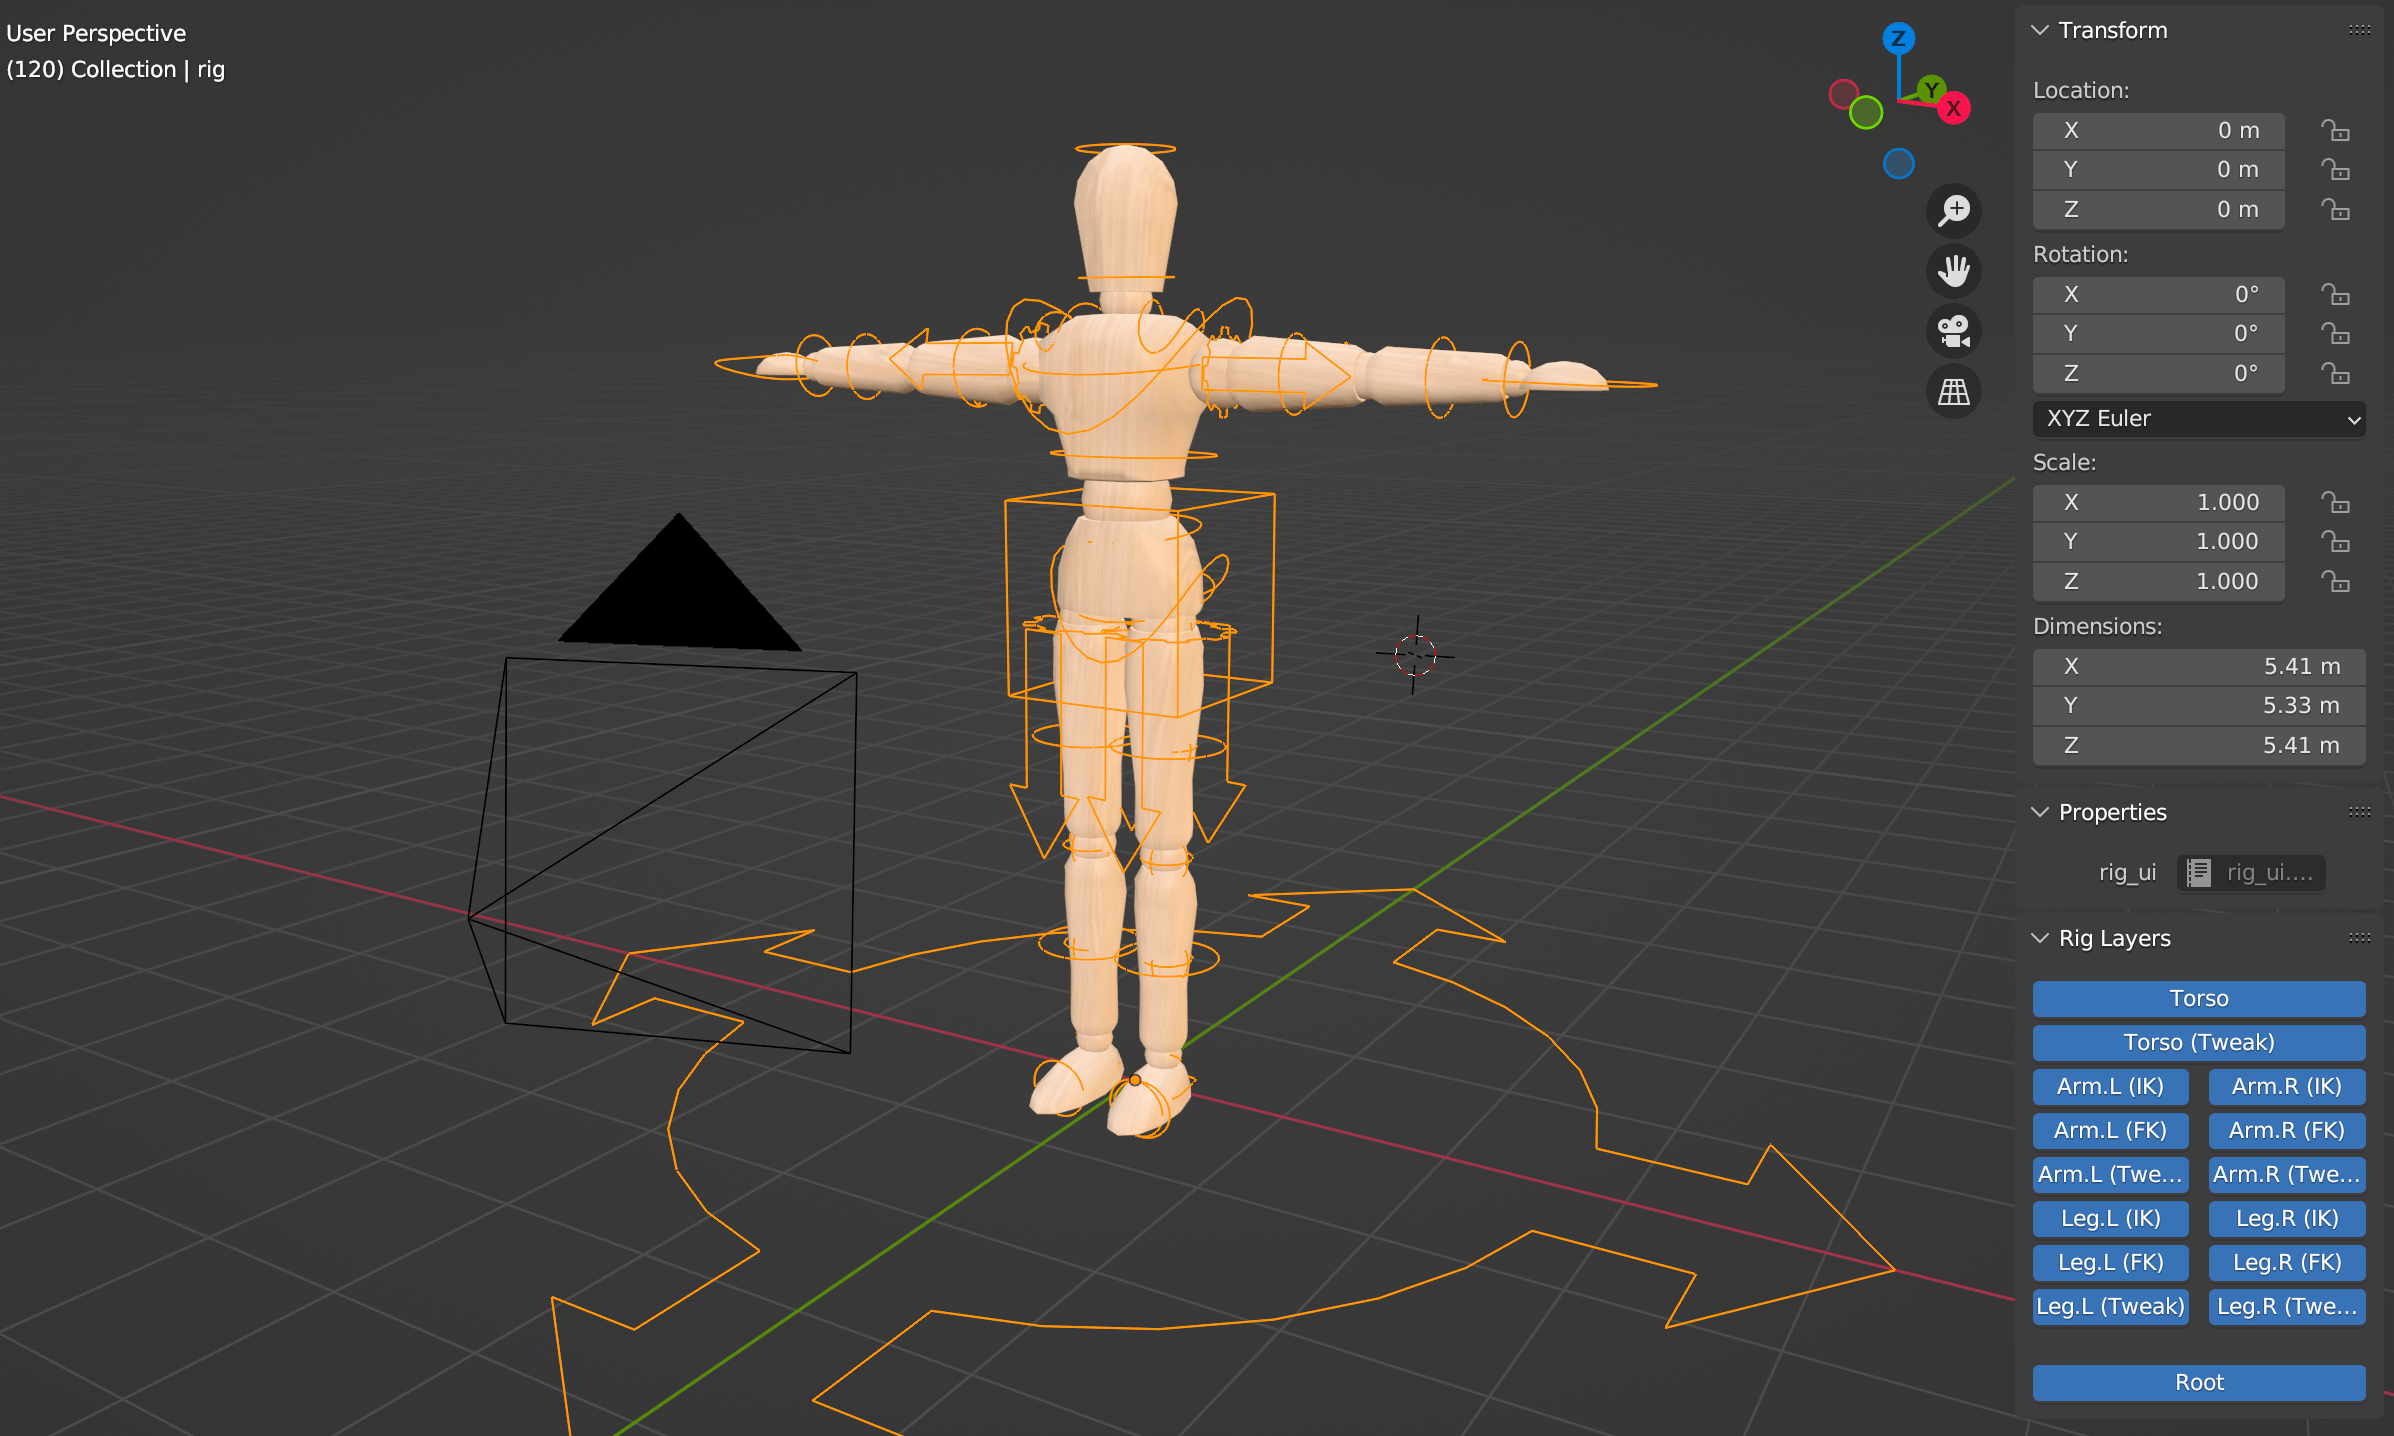 User Perspective
(120) Collection | rig
Z
Y
X
Transform
Location:
X 0 m
Y 0 m
Z 0 m
Rotation:
X 0°
Y 0°
Z 0°
XYZ Euler
Scale:
X 1.000
Y 1.000
Z 1.000
Dimensions:
X 5.41 m
Y 5.33 m
Z 5.41 m
Properties
rig_ui rig_ui....
Rig Layers
Torso
Torso (Tweak)
Arm.L (IK) Arm.R (IK)
Arm.L (FK) Arm.R (FK)
Arm.L (Twe... Arm.R (Twe...
Leg.L (IK) Leg.R (IK)
Leg.L (FK) Leg.R (FK)
Leg.L (Tweak) Leg.R (Twe...
Root